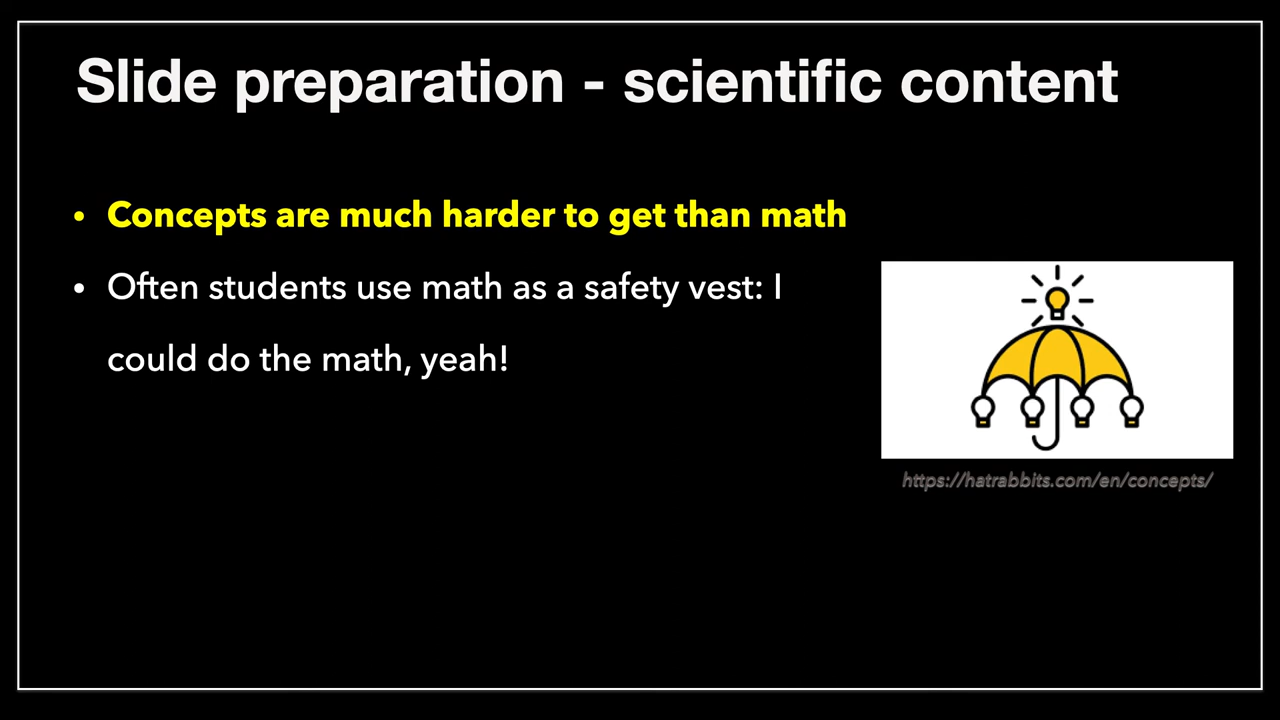 Slide preparation - scientific content
• Concepts are much harder to get than math
• Often students use math as a safety vest: I
could do the math, yeah!
https://hatrabbits.com/en/concepts/